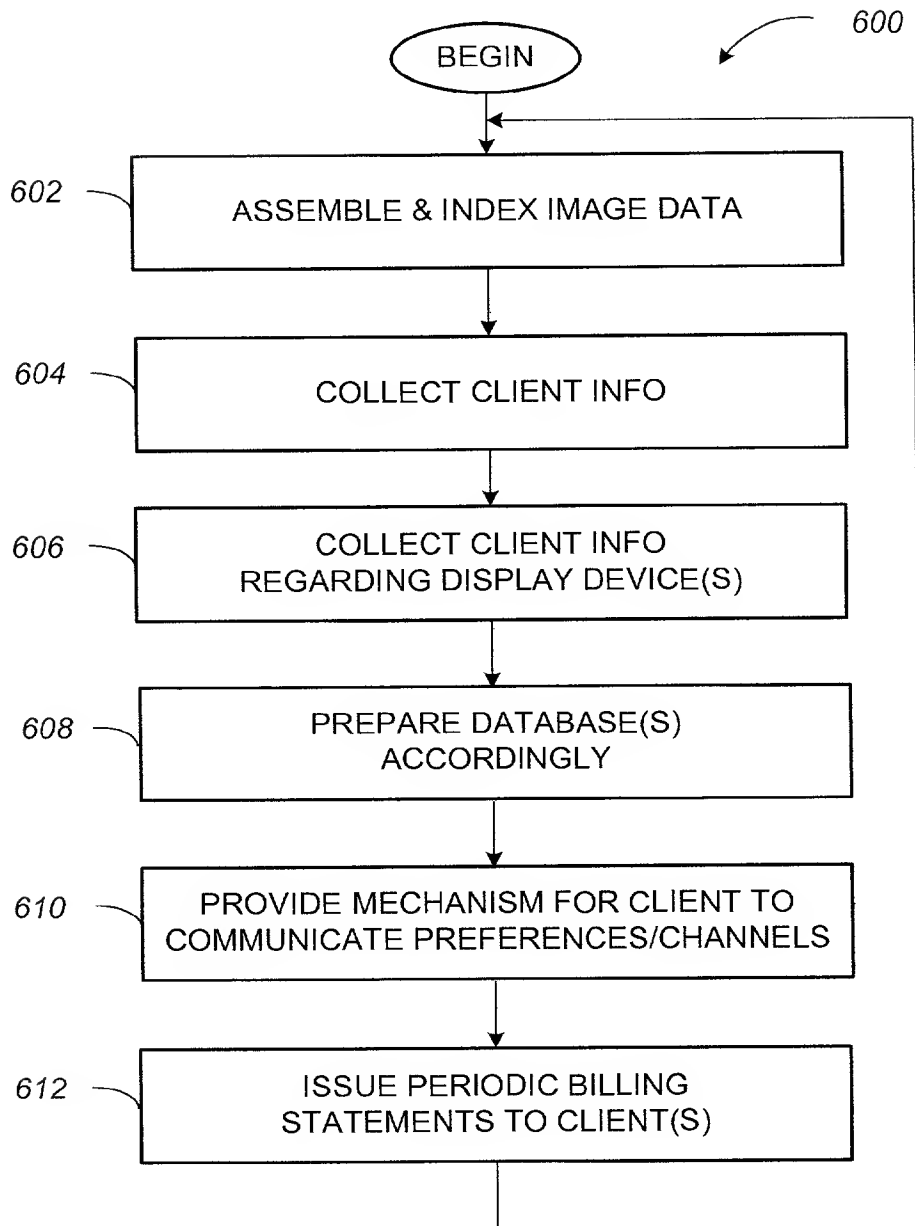 600
BEGIN
602
ASSEMBLE & INDEX IMAGE DATA
604
COLLECT CLIENT INFO
606
COLLECT CLIENT INFO
REGARDING DISPLAY DEVICE(S)
608
PREPARE DATABASE(S)
ACCORDINGLY
610
PROVIDE MECHANISM FOR CLIENT TO
COMMUNICATE PREFERENCES/CHANNELS
612
ISSUE PERIODIC BILLING
STATEMENTS TO CLIENT(S)